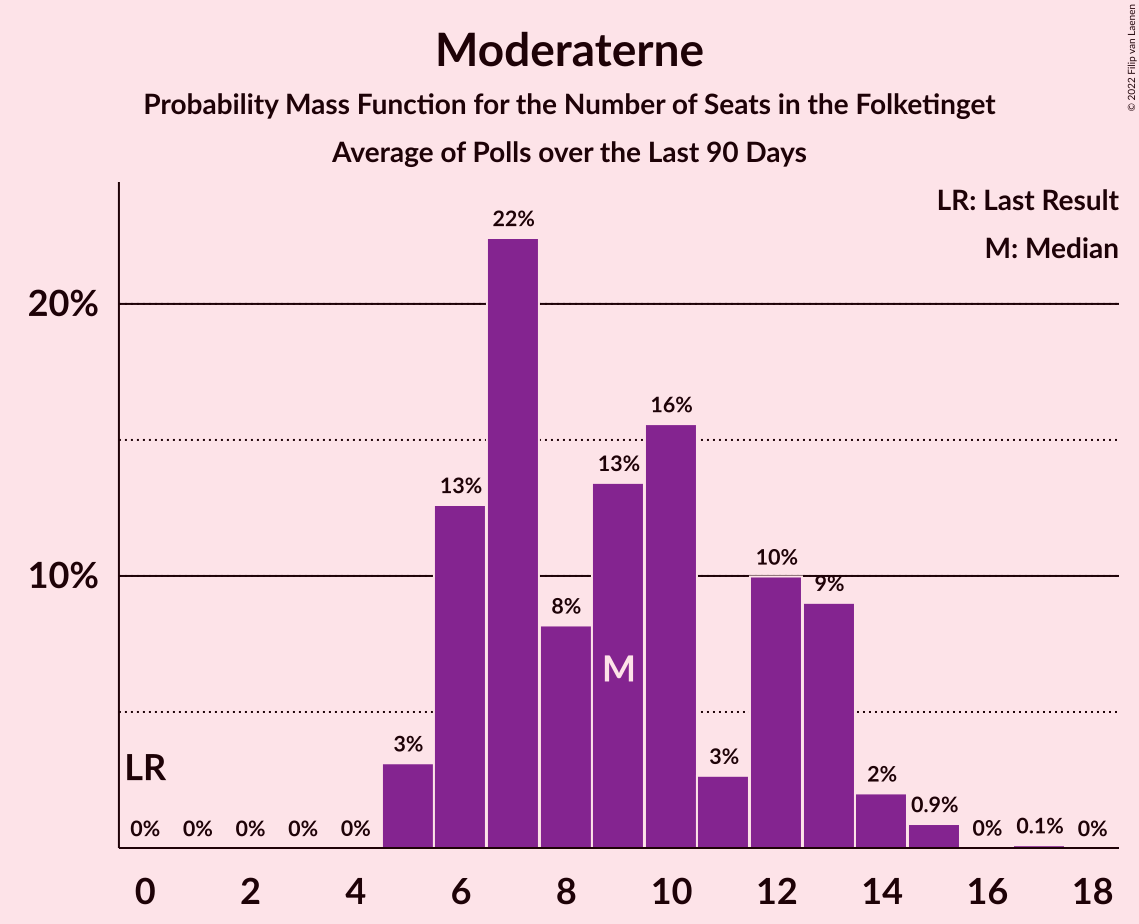 Moderaterne
Probability Mass Function for the Number of Seats in the Folketinget
Average of Polls over the Last 90 Days
© 2022 Filip van Laenen
LR: Last Result
M: Median
20%
10%
LR
M
0% 0% 0% 0% 0% 3% 13% 22% 8% 13% 16% 3% 10% 9% 2% 0.9% 0% 0.1% 0%
0 2 4 6 8 10 12 14 16 18